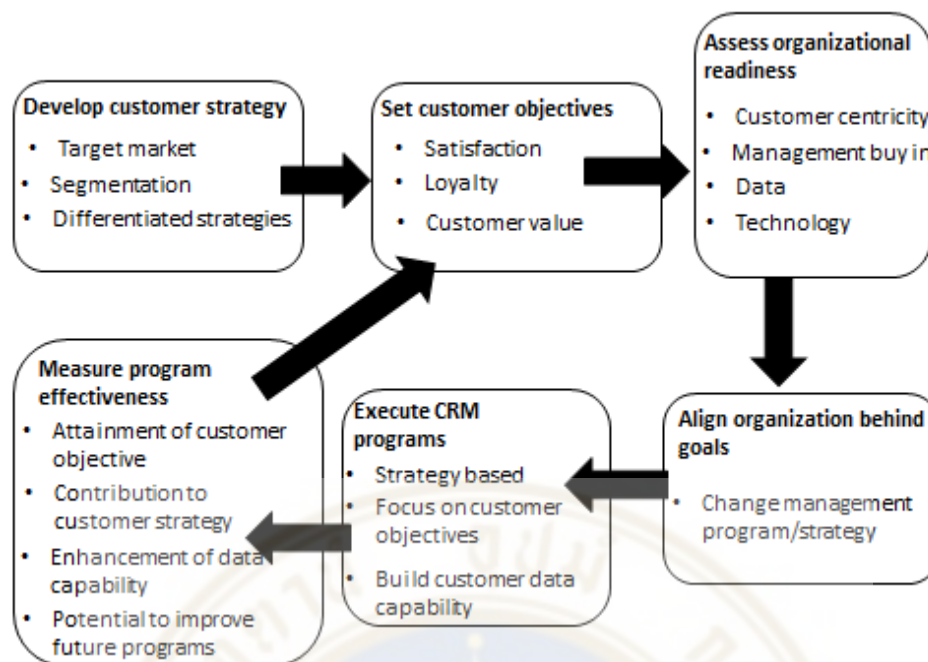 Develop customer strategy
• Target market
• Segmentation
• Differentiated strategies
Set customer objectives
• Satisfaction
• Loyalty
• Customer value
Assess organizational
readiness
• Customer centricity
• Management buy in
• Data
• Technology
Align organization behind
goals
• Change management
program/strategy
Execute CRM
programs
• Strategy based
• Focus on customer
objectives
• Build customer data
capability
Measure program
effectiveness
• Attainment of customer
objective
• Contribution to
customer strategy
• Enhancement of data
capability
• Potential to improve
future programs